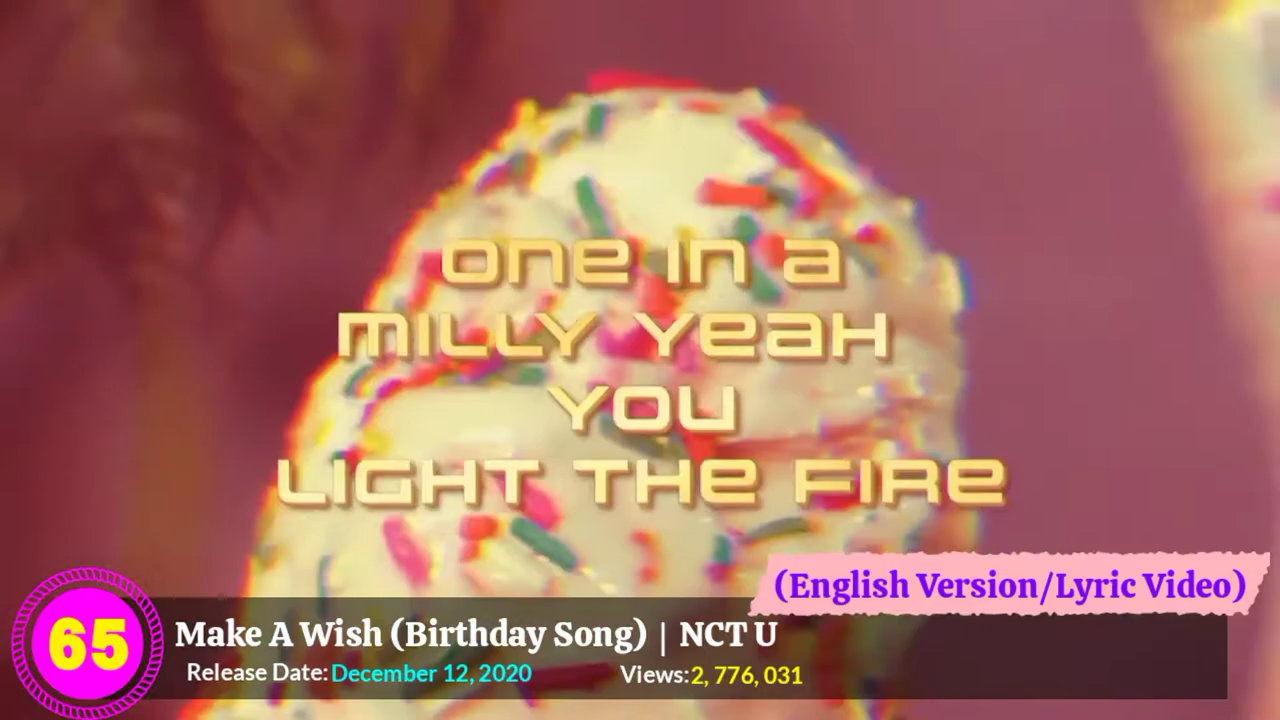 one in a
milly yeah
you
light the fire
(English Version/Lyric Video)
65
Make A Wish (Birthday Song) | NCT U
Release Date: December 12, 2020 Views: 2, 776, 031